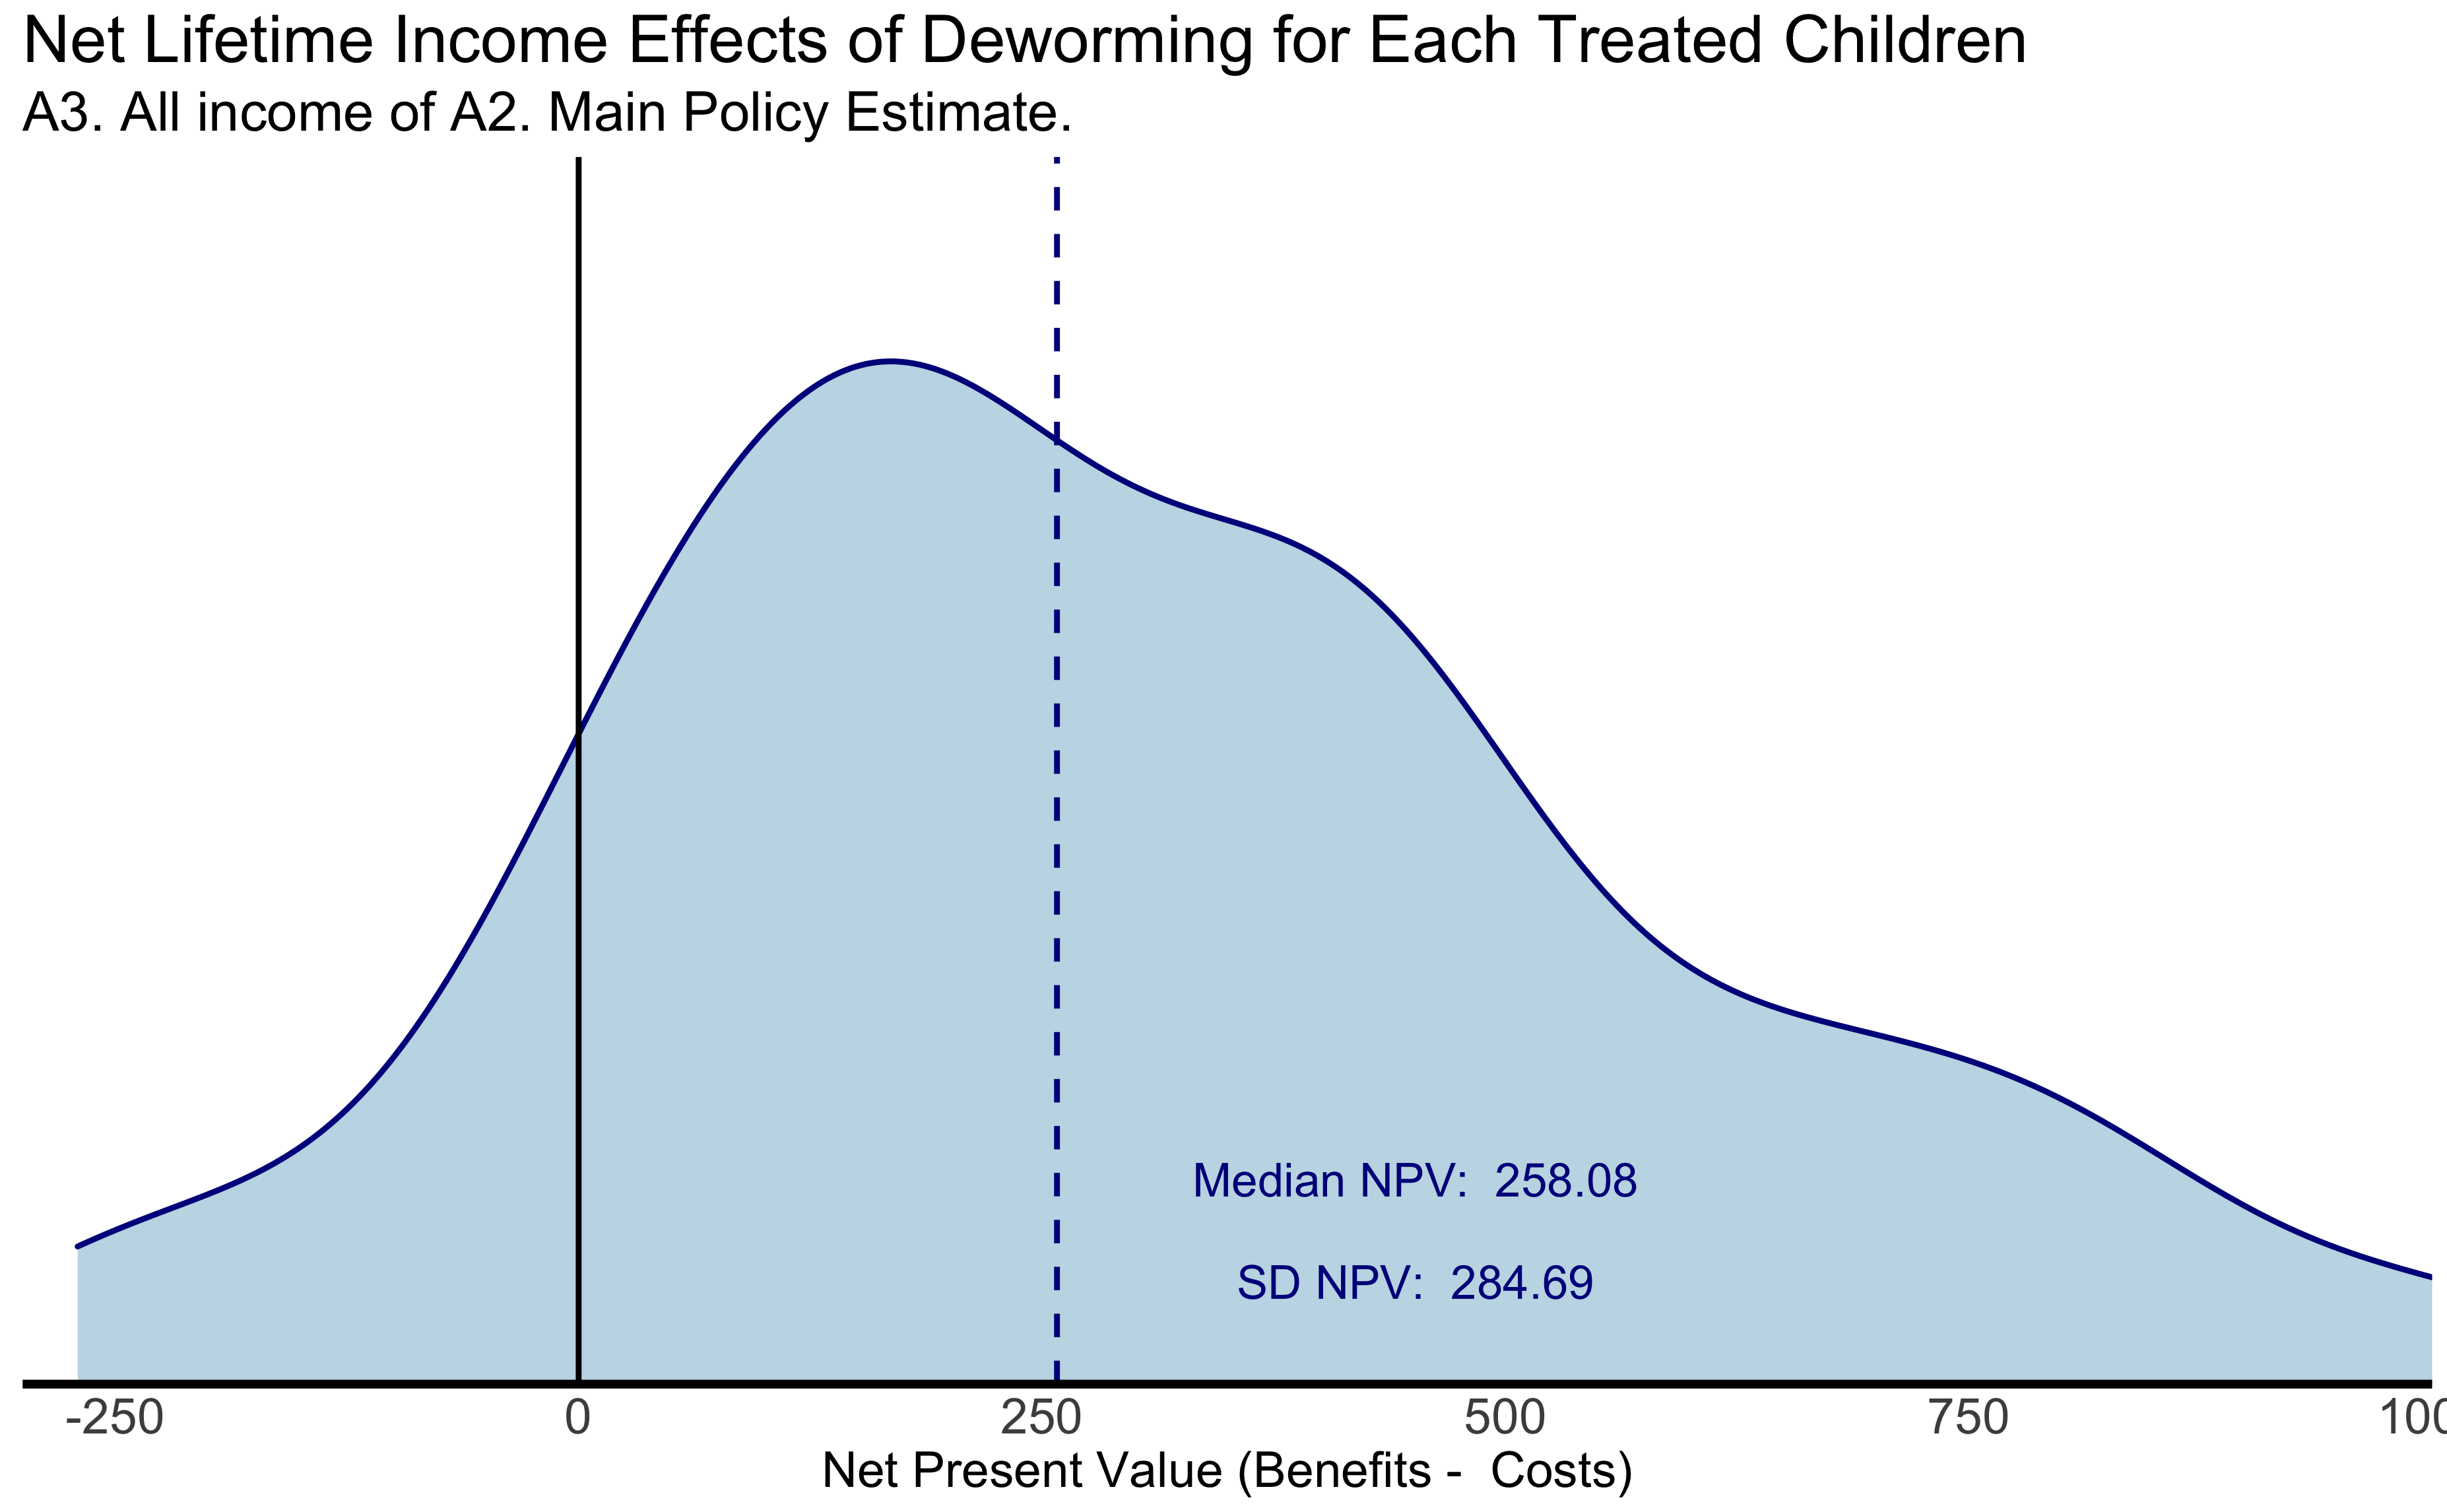 Net Lifetime Income Effects of Deworming for Each Treated Children
A3. All income of A2. Main Policy Estimate.
Median NPV:  258.08
SD NPV:  284.69
-250 0 250 500 750 100
Net Present Value (Benefits -  Costs)